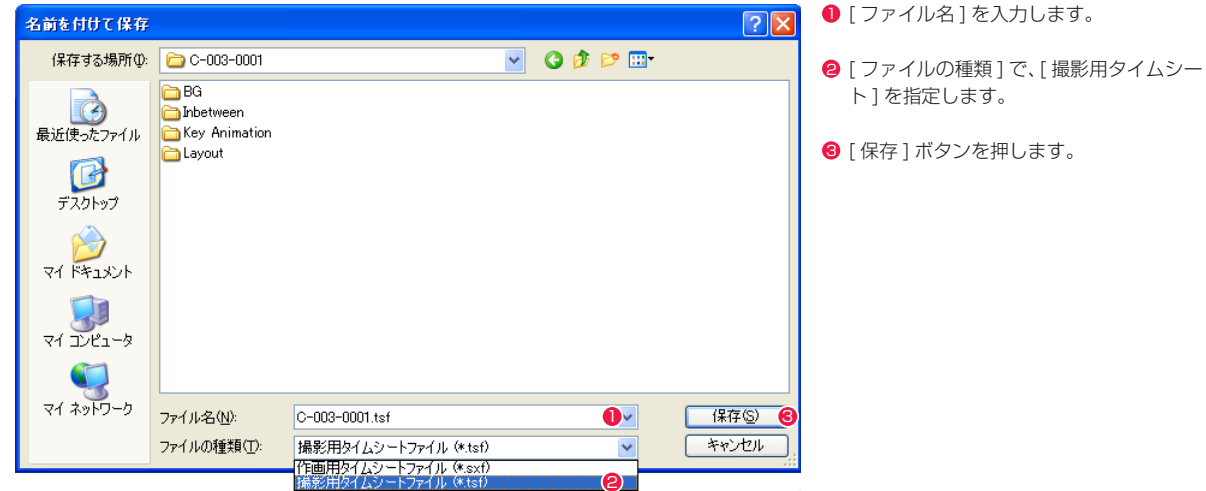 名前を付けて保存
保存する場所(I):
C-003-0001
最近使ったファイル
デスクトップ
マイ ドキュメント
マイ コンピュータ
マイ ネットワーク
BG
Inbetween
Key Animation
Layout
ファイル名(N):
C-003-0001.tsf
❶
保存(S)
❸
ファイルの種類(T):
撮影用タイムシートファイル (*.tsf)
キャンセル
作画用タイムシートファイル (*.sxf)
撮影用タイムシートファイル (*.tsf)
❷
❶ [ ファイル名 ] を入力します。
❷ [ ファイルの種類 ] で、[ 撮影用タイムシー
ト ] を指定します。
❸ [ 保存 ] ボタンを押します。